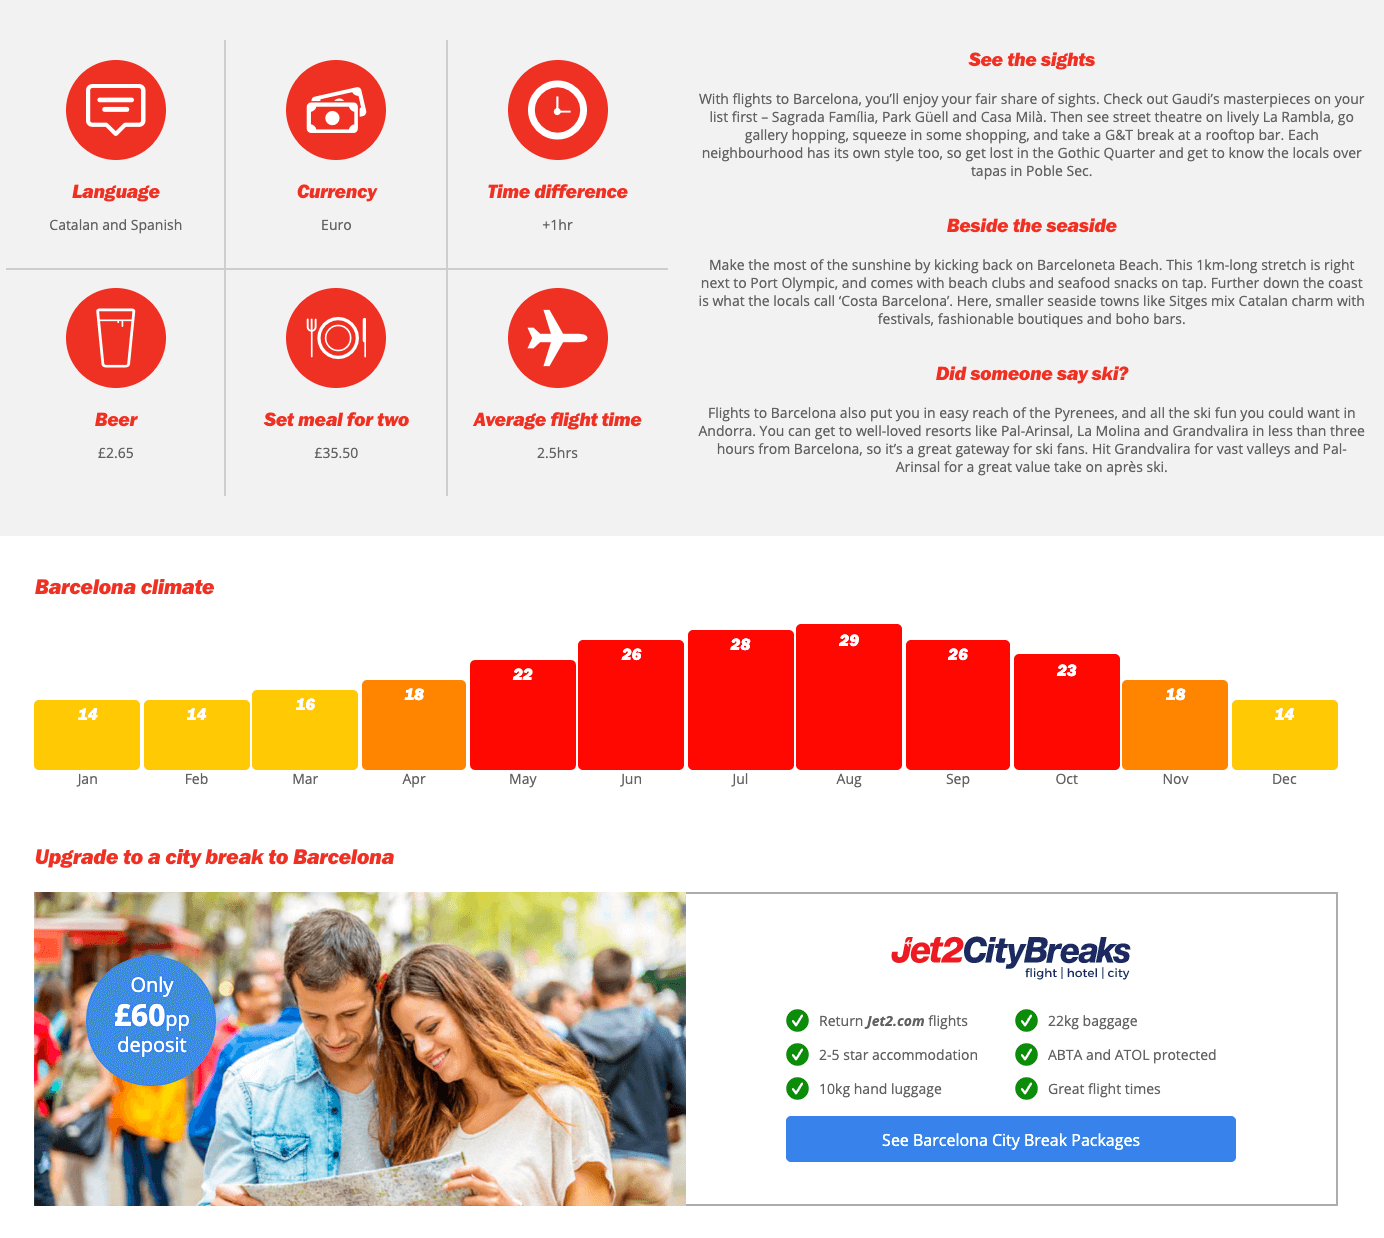 Language
Catalan and Spanish
Currency
Euro
Time difference
+1hr
Beer
£2.65
Set meal for two
£35.50
Average flight time
2.5hrs
See the sights
With flights to Barcelona, you’ll enjoy your fair share of sights. Check out Gaudi’s masterpieces on your
list first – Sagrada Família, Park Güell and Casa Milà. Then see street theatre on lively La Rambla, go
gallery hopping, squeeze in some shopping, and take a G&T break at a rooftop bar. Each
neighbourhood has its own style too, so get lost in the Gothic Quarter and get to know the locals over
tapas in Poble Sec.
Beside the seaside
Make the most of the sunshine by kicking back on Barceloneta Beach. This 1km-long stretch is right
next to Port Olympic, and comes with beach clubs and seafood snacks on tap. Further down the coast
is what the locals call ‘Costa Barcelona’. Here, smaller seaside towns like Sitges mix Catalan charm with
festivals, fashionable boutiques and boho bars.
Did someone say ski?
Flights to Barcelona also put you in easy reach of the Pyrenees, and all the ski fun you could want in
Andorra. You can get to well-loved resorts like Pal-Arinsal, La Molina and Grandvalira in less than three
hours from Barcelona, so it’s a great gateway for ski fans. Hit Grandvalira for vast valleys and Pal-
Arinsal for a great value take on après ski.
Barcelona climate
14 14 16 18 22 26 28 29 26 23 18 14
Jan Feb Mar Apr May Jun Jul Aug Sep Oct Nov Dec
Upgrade to a city break to Barcelona
Only
£60pp
deposit
Jet2CityBreaks
flight | hotel | city
Return Jet2.com flights
2-5 star accommodation
10kg hand luggage
22kg baggage
ABTA and ATOL protected
Great flight times
See Barcelona City Break Packages